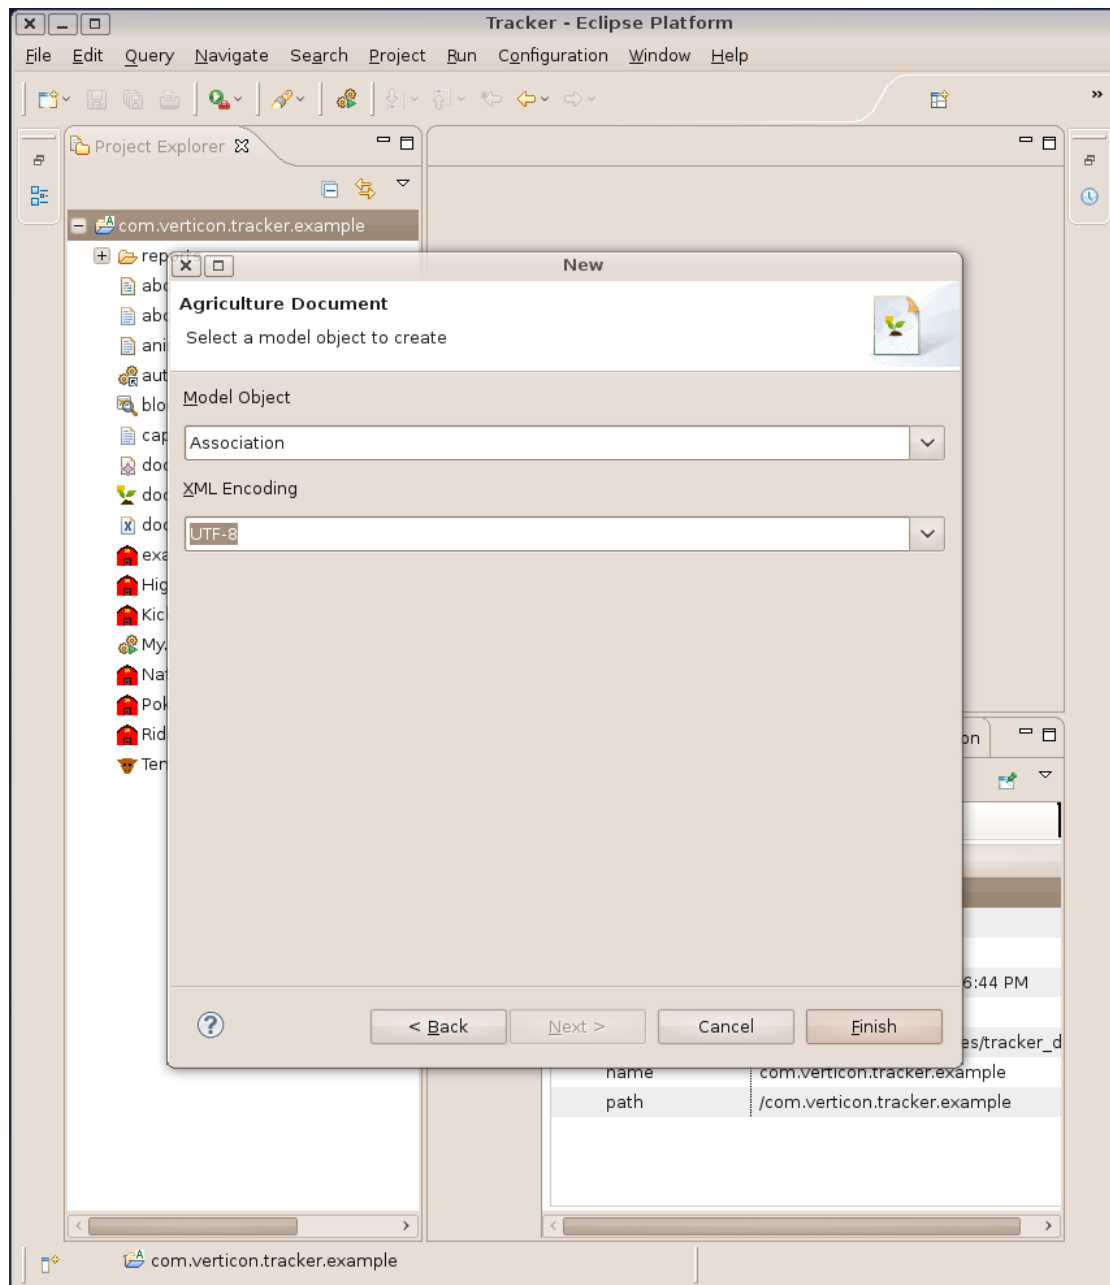 Tracker - Eclipse Platform
File Edit Query Navigate Search Project Run Configuration Window Help
Project Explorer
com.verticon.tracker.example
New
Agriculture Document
Select a model object to create
Model Object
Association
XML Encoding
UTF-8
6:44 PM
< Back Next > Cancel Finish
es/tracker_d
name com.verticon.tracker.example
path /com.verticon.tracker.example
com.verticon.tracker.example